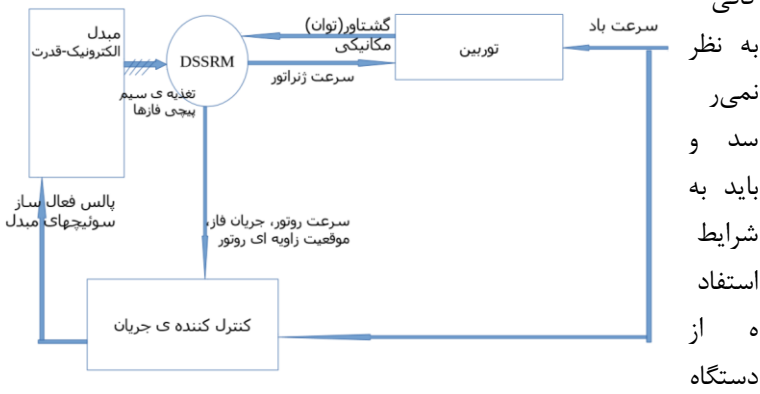 مبدل
الکترونیک-قدرت
DSSRM
تغذیه ی سیم
پیچی فازها
گشتاور(توان)
مکانیکی
سرعت ژنراتور
توربین
سرعت باد
پالس فعال ساز
سوئیچهای مبدل
سرعت روتور، جریان فاز،
موقعیت زاویه ای روتور
کنترل کننده ی جریان
به نظر
نمی‌ر
سد و
باید به
شرایط
استفاد
ه از
دستگاه